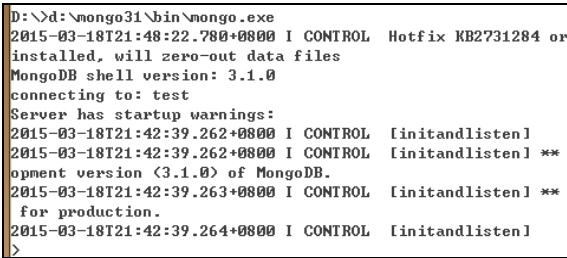 D:\>d:\mongo31\bin\mongo.exe
2015-03-18T21:48:22.780+0800 I CONTROL  Hotfix KB2731284 or
installed, will zero-out data files
MongoDB shell version: 3.1.0
connecting to: test
Server has startup warnings:
2015-03-18T21:42:39.262+0800 I CONTROL  [initandlisten]
2015-03-18T21:42:39.262+0800 I CONTROL  [initandlisten] **
opment version (3.1.0) of MongoDB.
2015-03-18T21:42:39.263+0800 I CONTROL  [initandlisten] **
 for production.
2015-03-18T21:42:39.264+0800 I CONTROL  [initandlisten]
>